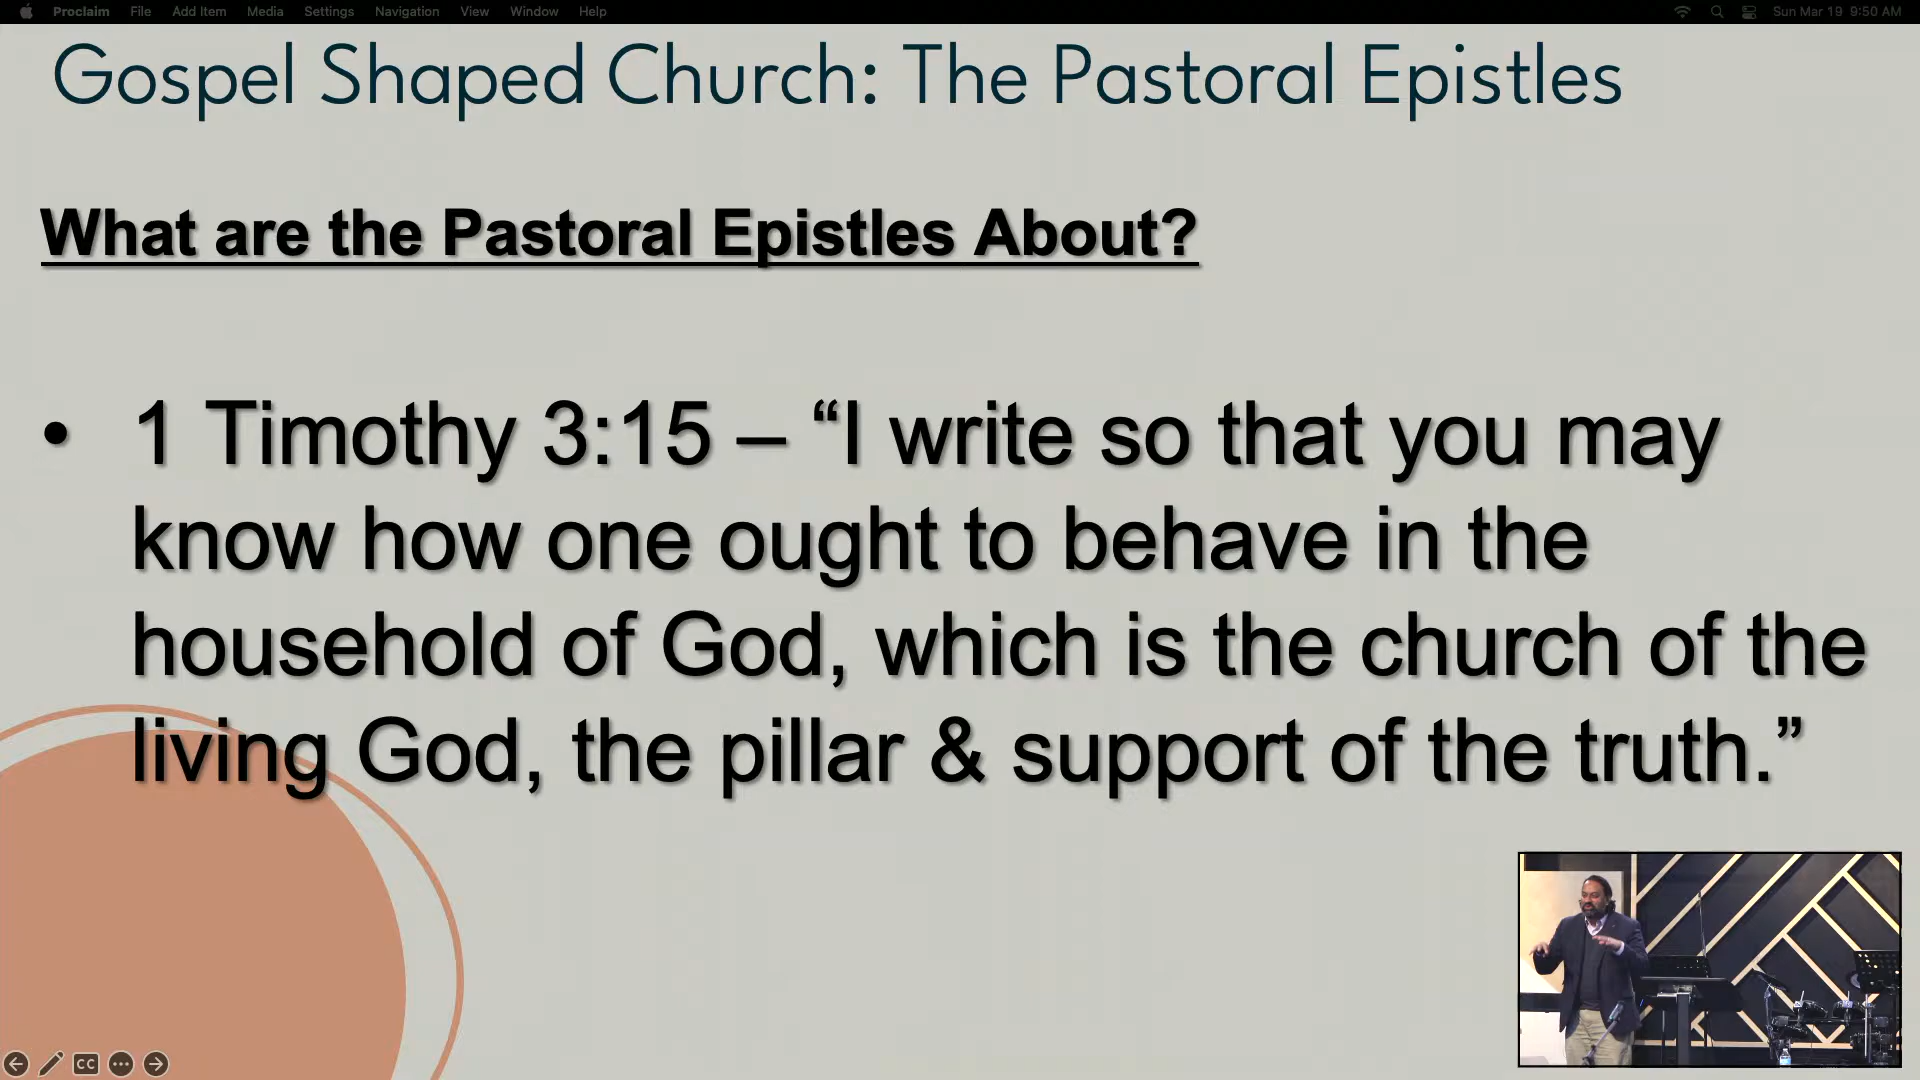 Proclaim File Add Item Media Settings Navigation View Window Help Sun Mar 19 9:50 AM
Gospel Shaped Church: The Pastoral Epistles
What are the Pastoral Epistles About?
• 1 Timothy 3:15 – “I write so that you may
know how one ought to behave in the
household of God, which is the church of the
living God, the pillar & support of the truth.”
CC